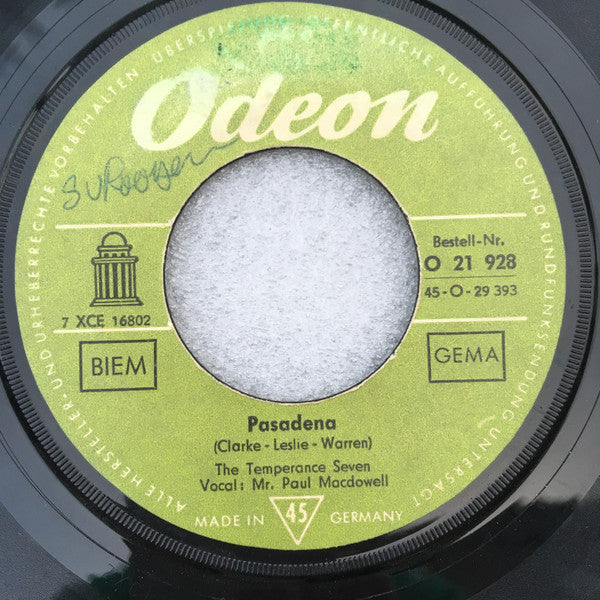 ALLE HERSTELLER- UND URHEBERRECHTE VORBEHALTEN ÜBERSPIE ÖFFENTLICHE AUFFÜHRUNG UND RUNDFUNKSENDUNG UNTERSAGT
Odeon
Bestell-Nr.
O 21 928
45-O-29 393
7 XCE 16802
BIEM
GEMA
Pasadena
(Clarke - Leslie - Warren)
The Temperance Seven
Vocal: Mr. Paul Macdowell
MADE IN 45 GERMANY